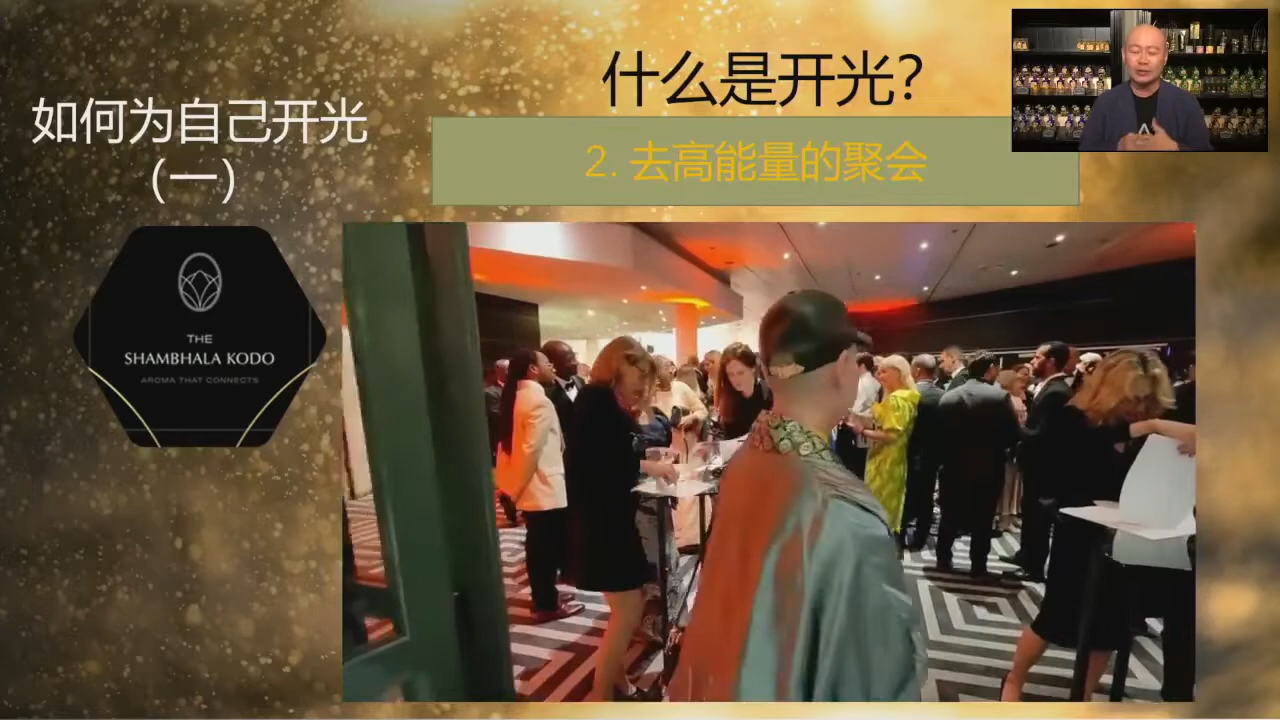 如何为自己开光
(一)
THE
SHAMBHALA KODO
AROMA THAT CONNECTS
什么是开光?
2. 去高能量的聚会